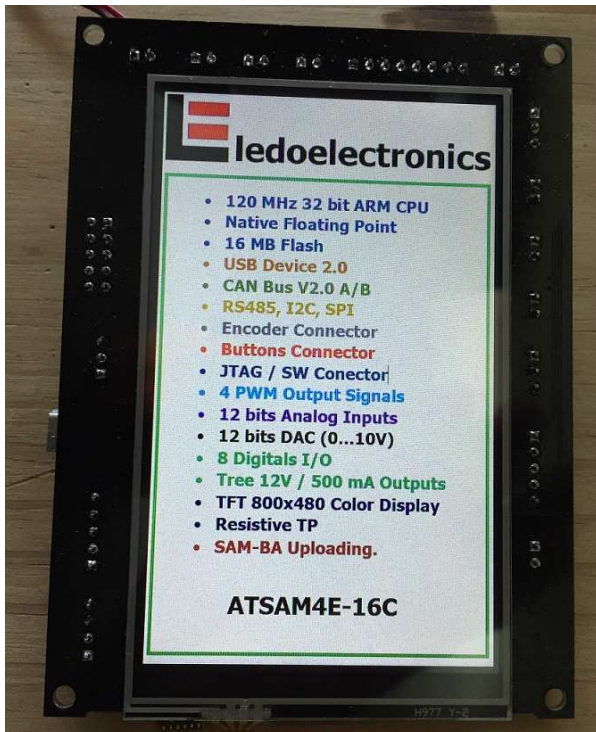 ledoelectronics
• 120 MHz 32 bit ARM CPU
• Native Floating Point
• 16 MB Flash
• USB Device 2.0
• CAN Bus V2.0 A/B
• RS485, I2C, SPI
• Encoder Connector
• Buttons Connector
• JTAG / SW Conector
• 4 PWM Output Signals
• 12 bits Analog Inputs
• 12 bits DAC (0...10V)
• 8 Digitals I/O
• Tree 12V / 500 mA Outputs
• TFT 800x480 Color Display
• Resistive TP
• SAM-BA Uploading.
ATSAM4E-16C
H977 Y-2